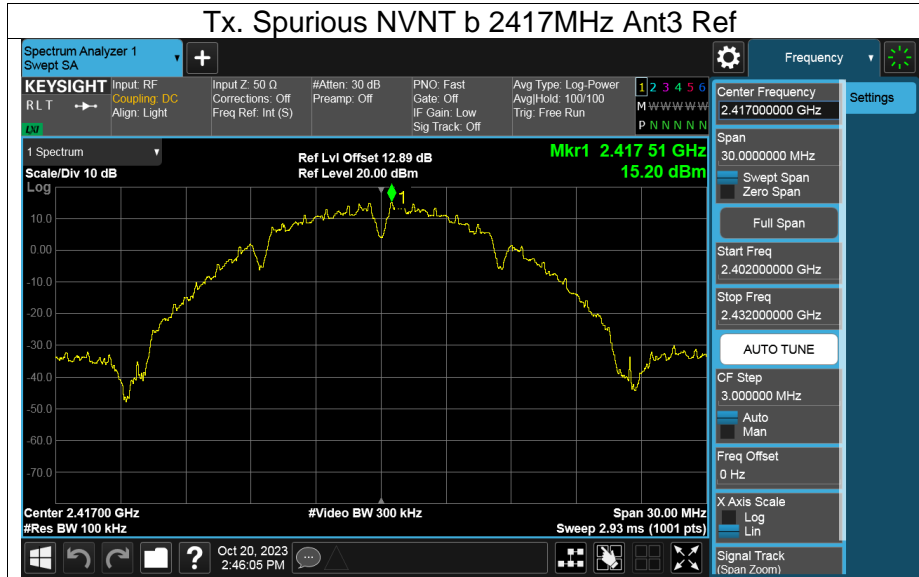 Tx. Spurious NVNT b 2417MHz Ant3 Ref
Spectrum Analyzer 1
Swept SA
+
Frequency
KEYSIGHT
R L T
LXI
Input: RF
Coupling: DC
Align: Light
Input Z: 50 Ω
Corrections: Off
Freq Ref: Int (S)
#Atten: 30 dB
Preamp: Off
PNO: Fast
Gate: Off
IF Gain: Low
Sig Track: Off
Avg Type: Log-Power
Avg|Hold: 100/100
Trig: Free Run
1 2 3 4 5 6
M W W W W W
P N N N N N
1 Spectrum
Scale/Div 10 dB
Ref Lvl Offset 12.89 dB
Ref Level 20.00 dBm
Mkr1 2.417 51 GHz
15.20 dBm
Log
1
10.0
0.00
-10.0
-20.0
-30.0
-40.0
-50.0
-60.0
-70.0
Center 2.41700 GHz
#Res BW 100 kHz
#Video BW 300 kHz
Span 30.00 MHz
Sweep 2.93 ms (1001 pts)
Center Frequency
2.417000000 GHz
Settings
Span
30.0000000 MHz
Swept Span
Zero Span
Full Span
Start Freq
2.402000000 GHz
Stop Freq
2.432000000 GHz
AUTO TUNE
CF Step
3.000000 MHz
Auto
Man
Freq Offset
0 Hz
X Axis Scale
Log
Lin
Signal Track
(Span Zoom)
?
Oct 20, 2023
2:46:05 PM